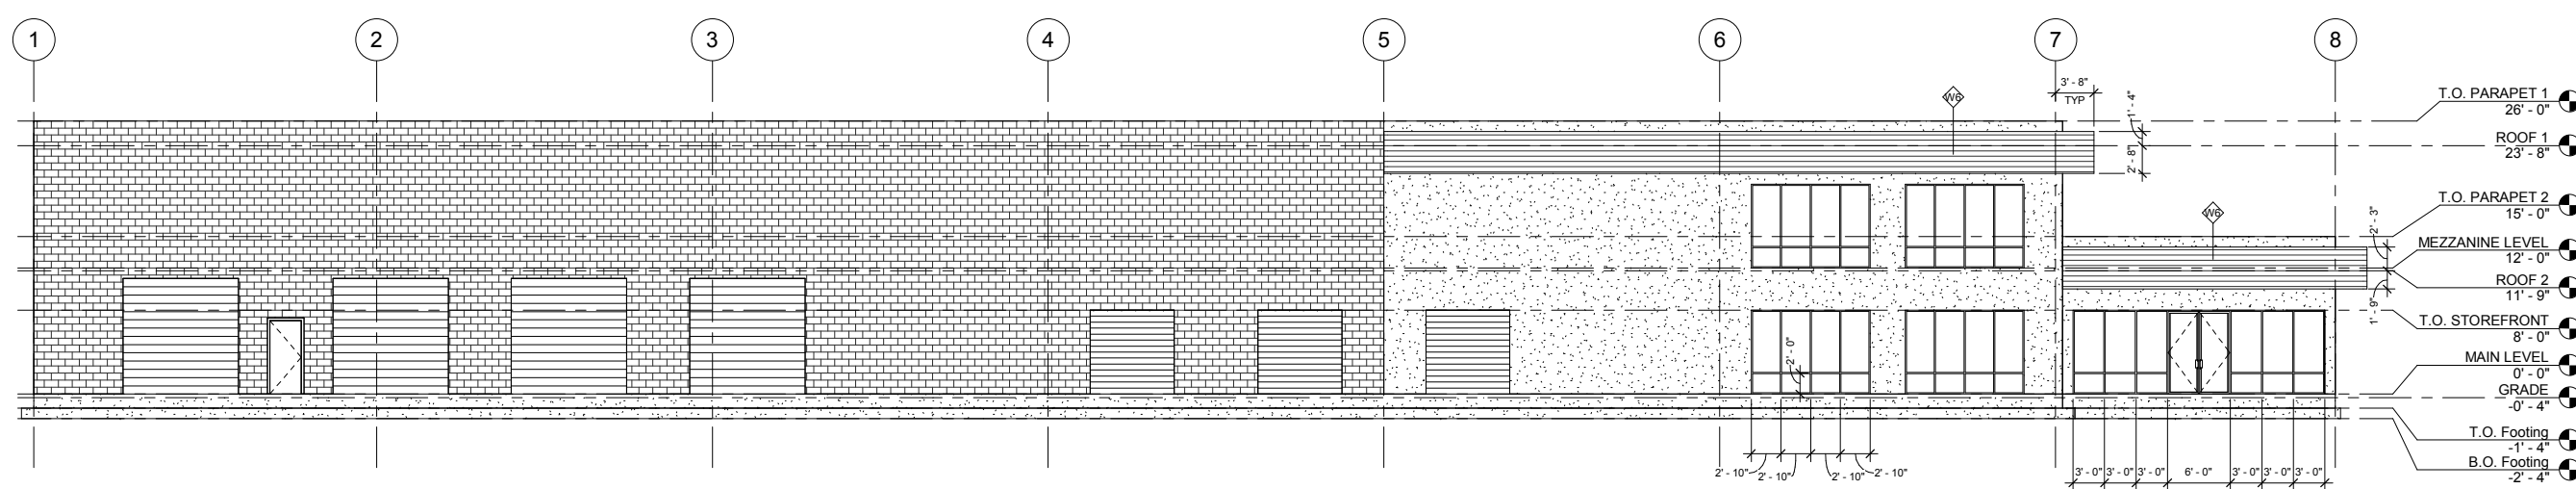 1
2
3
4
5
6
7
8
3' - 8"
TYP
1' - 4"
2' - 8"
W6
W6
T.O. PARAPET 1
26' - 0"
ROOF 1
23' - 8"
T.O. PARAPET 2
15' - 0"
2' - 3"
MEZZANINE LEVEL
12' - 0"
ROOF 2
11' - 9"
1' - 9"
T.O. STOREFRONT
8' - 0"
2' - 0"
MAIN LEVEL
0' - 0"
GRADE
-0' - 4"
T.O. Footing
-1' - 4"
B.O. Footing
-2' - 4"
2' - 10"
2' - 10"
2' - 10"
2' - 10"
3' - 0"
3' - 0"
3' - 0"
6' - 0"
3' - 0"
3' - 0"
3' - 0"